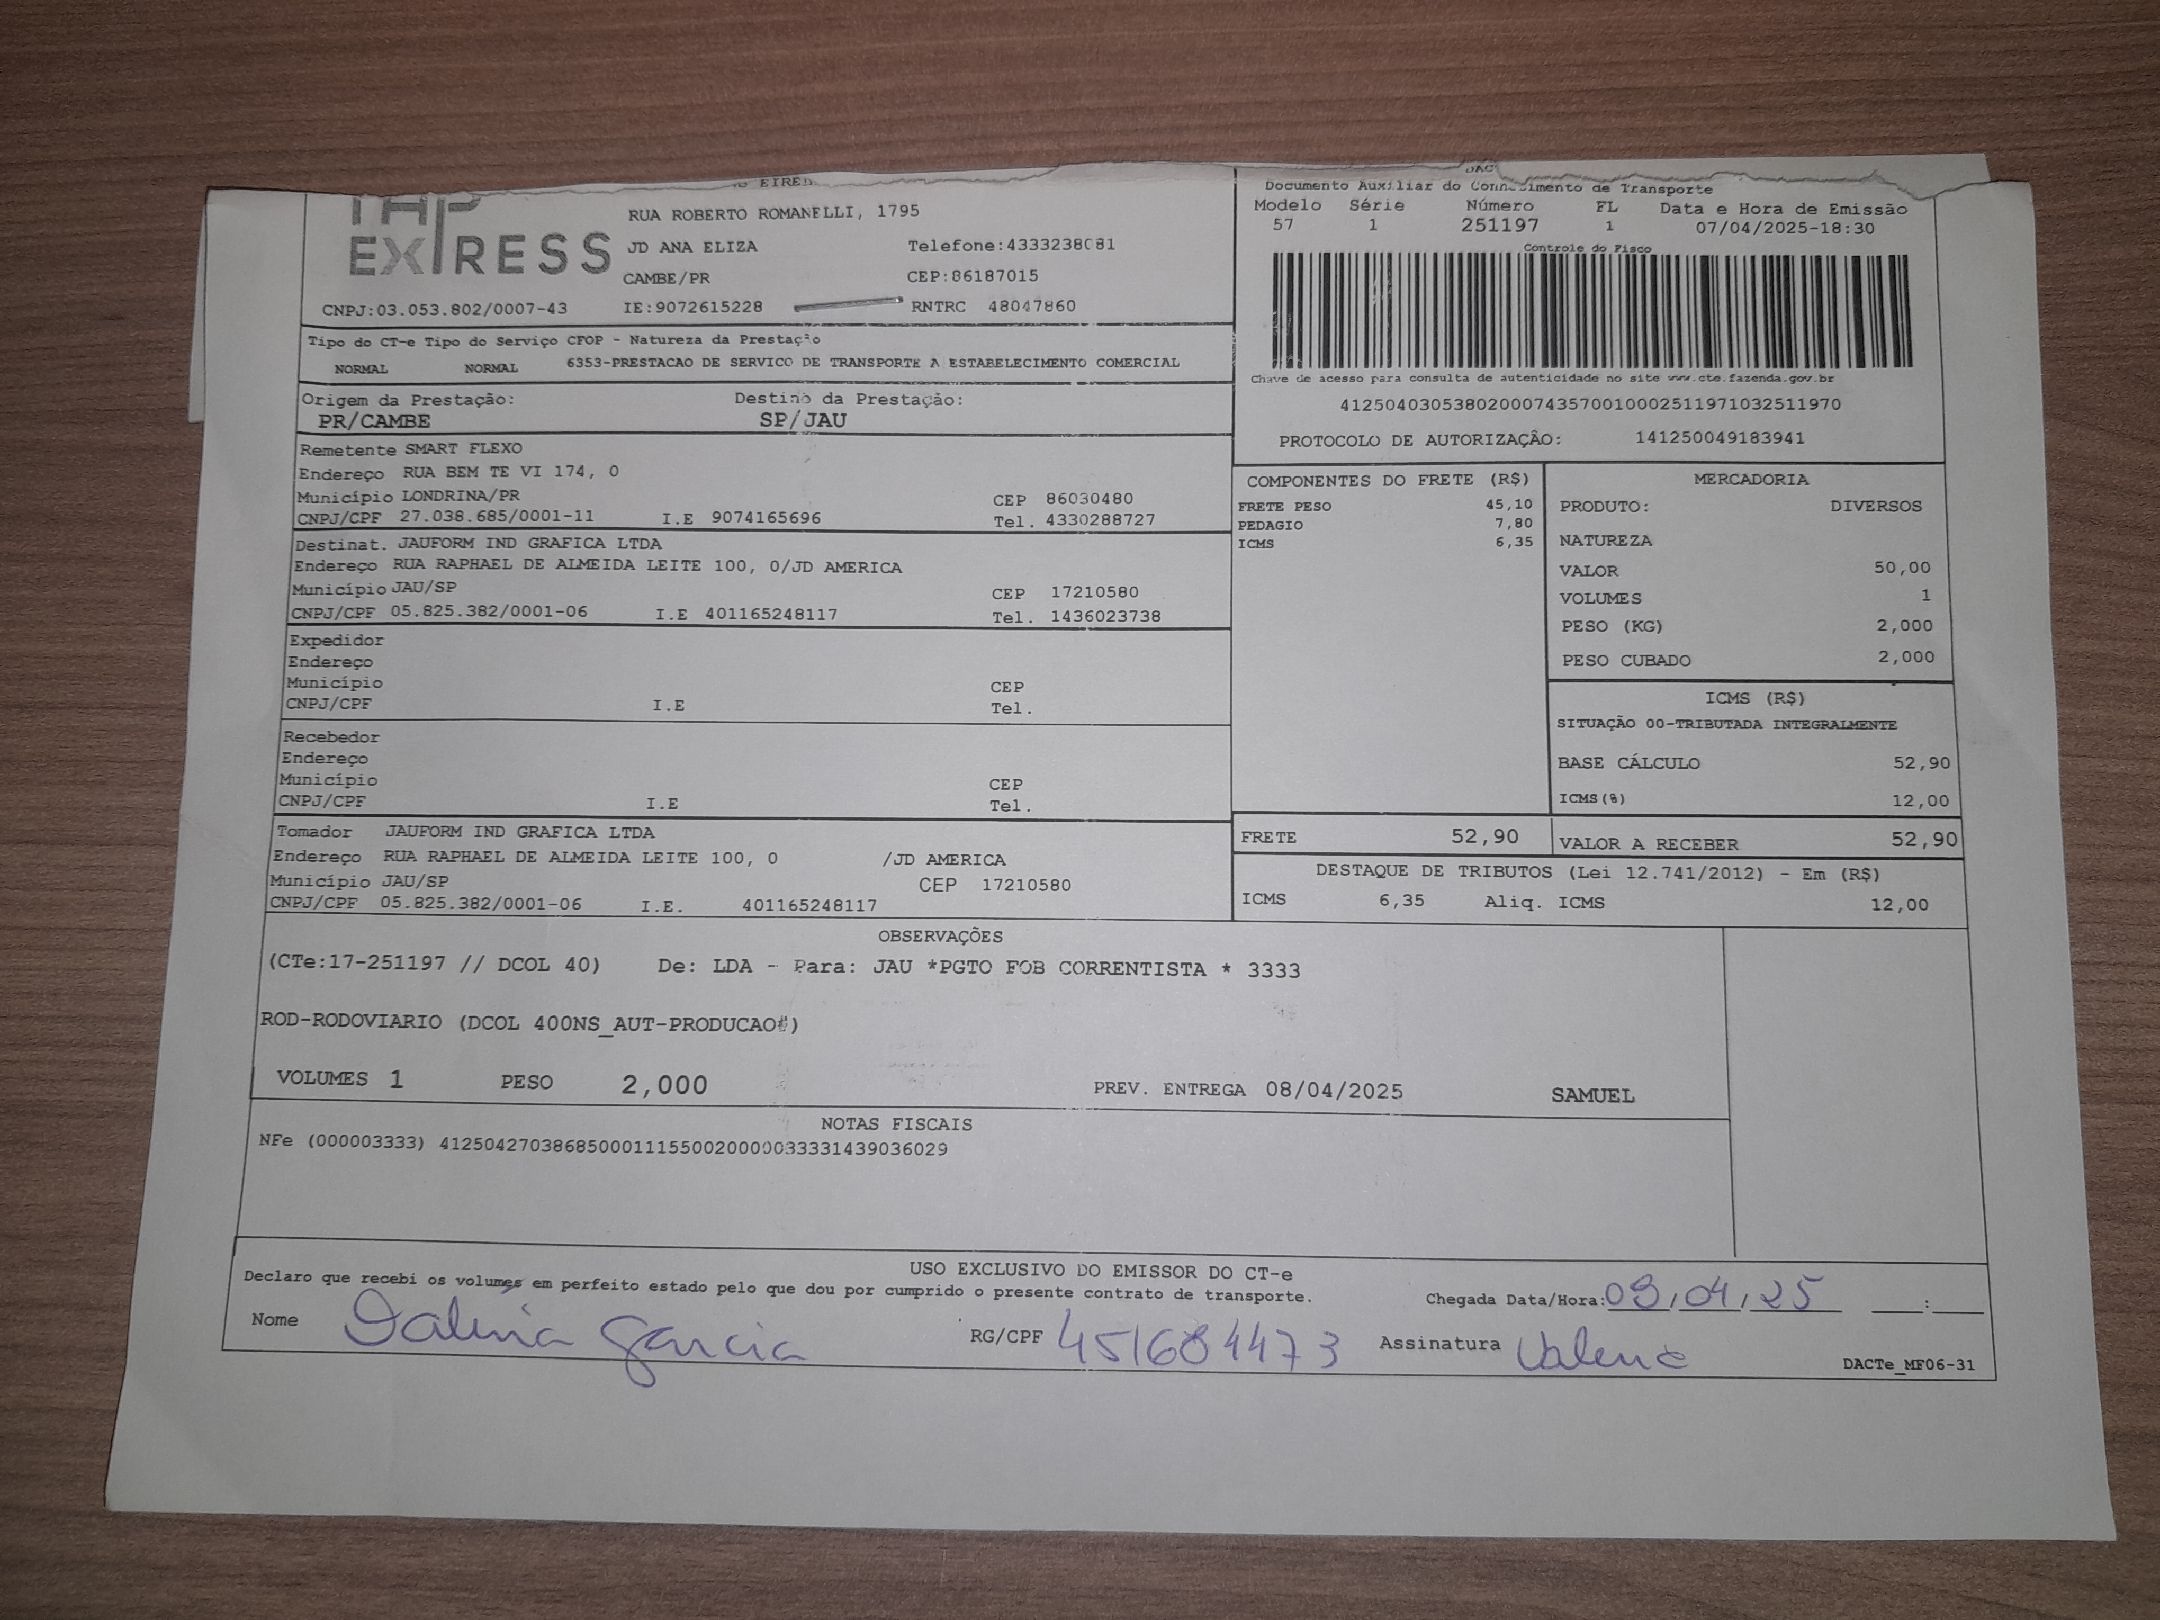 EXPRESS
RUA ROBERTO ROMANELLI, 1795
JD ANA ELIZA Telefone:4333238081
CAMBE/PR CEP:86187015
CNPJ:03.053.802/0007-43 IE:9072615228 RNTRC 48047860
Documento Auxiliar do Conhecimento de Transporte
Modelo Série Número FL Data e Hora de Emissão
57 1 251197 1 07/04/2025-18:30
Controle do Fisco
Chave de acesso para consulta de autenticidade no site www.cte.fazenda.gov.br
41250403053802000743570010002511971032511970
PROTOCOLO DE AUTORIZAÇÃO: 141250049183941
Tipo do CT-e Tipo do Serviço CFOP - Natureza da Prestação
NORMAL NORMAL 6353-PRESTACAO DE SERVICO DE TRANSPORTE A ESTABELECIMENTO COMERCIAL
Origem da Prestação: Destino da Prestação:
PR/CAMBE SP/JAU
Remetente SMART FLEXO
Endereço RUA BEM TE VI 174, 0
Município LONDRINA/PR CEP 86030480
CNPJ/CPF 27.038.685/0001-11 I.E 9074165696 Tel. 4330288727
Destinat. JAUFORM IND GRAFICA LTDA
Endereço RUA RAPHAEL DE ALMEIDA LEITE 100, 0/JD AMERICA
Município JAU/SP CEP 17210580
CNPJ/CPF 05.825.382/0001-06 I.E 401165248117 Tel. 1436023738
Expedidor
Endereço
Município CEP
CNPJ/CPF I.E Tel.
Recebedor
Endereço
Município CEP
CNPJ/CPF I.E Tel.
Tomador JAUFORM IND GRAFICA LTDA
Endereço RUA RAPHAEL DE ALMEIDA LEITE 100, 0 /JD AMERICA
Município JAU/SP CEP 17210580
CNPJ/CPF 05.825.382/0001-06 I.E. 401165248117
COMPONENTES DO FRETE (R$)
FRETE PESO 45,10
PEDAGIO 7,80
ICMS 6,35
MERCADORIA
PRODUTO: DIVERSOS
NATUREZA
VALOR 50,00
VOLUMES 1
PESO (KG) 2,000
PESO CUBADO 2,000
ICMS (R$)
SITUAÇÃO 00-TRIBUTADA INTEGRALMENTE
BASE CÁLCULO 52,90
ICMS(%) 12,00
FRETE 52,90 VALOR A RECEBER 52,90
DESTAQUE DE TRIBUTOS (Lei 12.741/2012) - Em (R$)
ICMS 6,35 Aliq. ICMS 12,00
OBSERVAÇÕES
(CTe:17-251197 // DCOL 40) De: LDA - Para: JAU *PGTO FOB CORRENTISTA * 3333
ROD-RODOVIARIO (DCOL 400NS_AUT-PRODUCAO#)
VOLUMES 1 PESO 2,000 PREV. ENTREGA 08/04/2025 SAMUEL
NOTAS FISCAIS
NFe (000003333) 41250427038685000111550020000033331439036029
USO EXCLUSIVO DO EMISSOR DO CT-e
Declaro que recebi os volumes em perfeito estado pelo que dou por cumprido o presente contrato de transporte. Chegada Data/Hora:09,04,25 :
Nome Garcia RG/CPF 451684473 Assinatura
DACTe_MF06-31